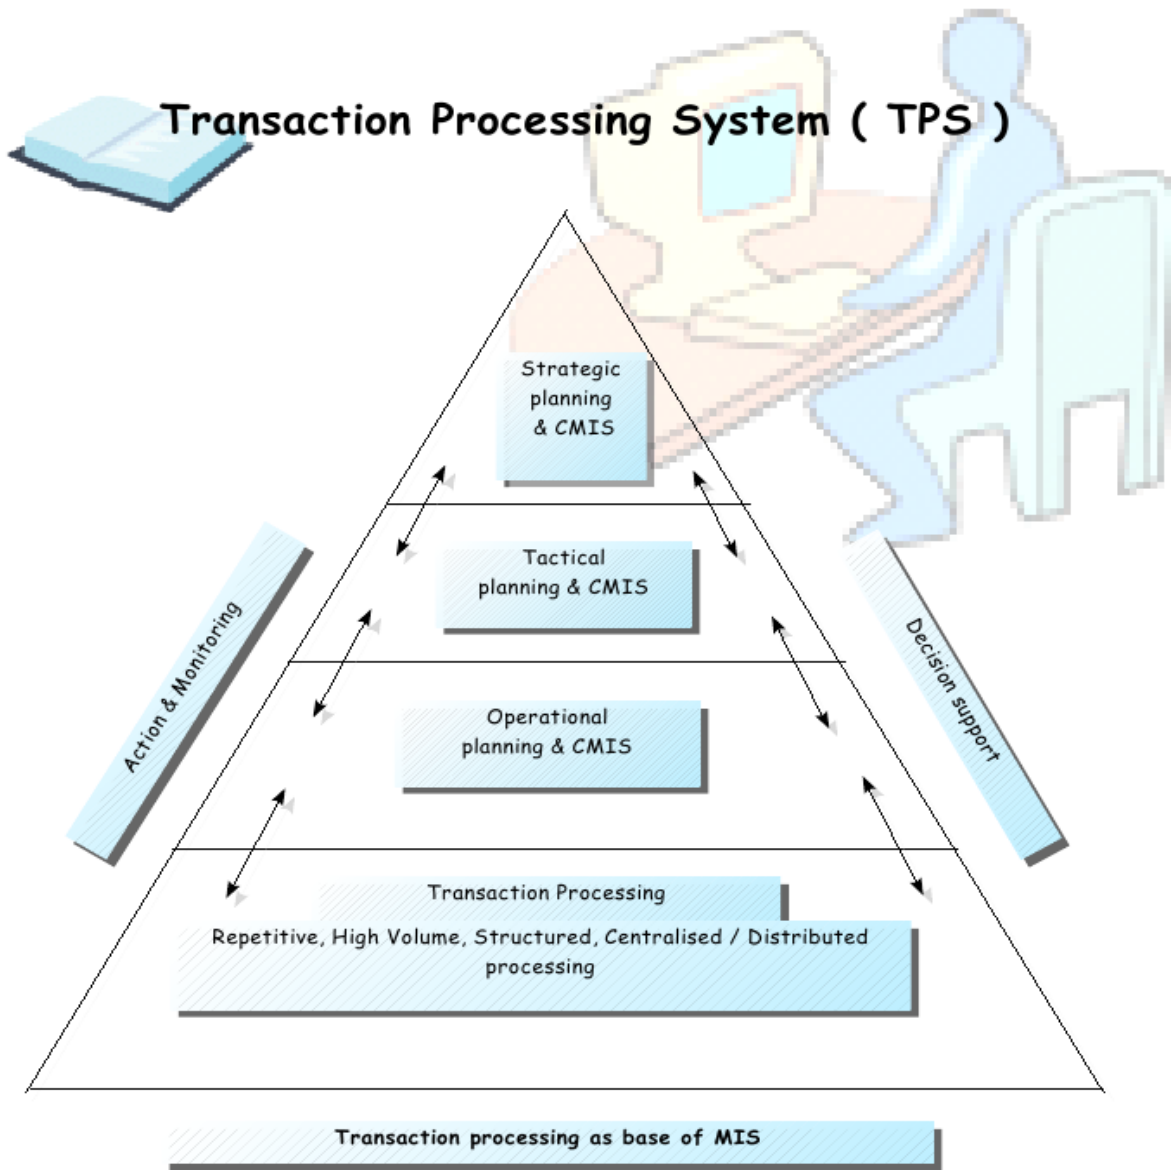 Transaction Processing System ( TPS )
Strategic
planning
& CMIS
Tactical
planning & CMIS
Action & Monitoring
Decision support
Operational
planning & CMIS
Transaction Processing
Repetitive, High Volume, Structured, Centralised / Distributed
processing
Transaction processing as base of MIS